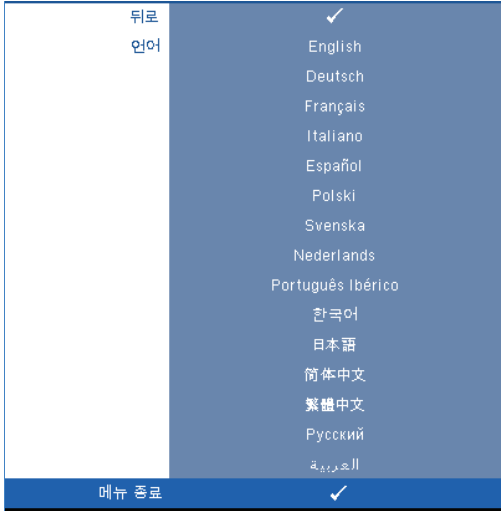 뒤로 ✓
언어 English
Deutsch
Français
Italiano
Español
Polski
Svenska
Nederlands
Português Ibérico
한국어
日本語
简体中文
繁體中文
Русский
العربية
메뉴 종료 ✓